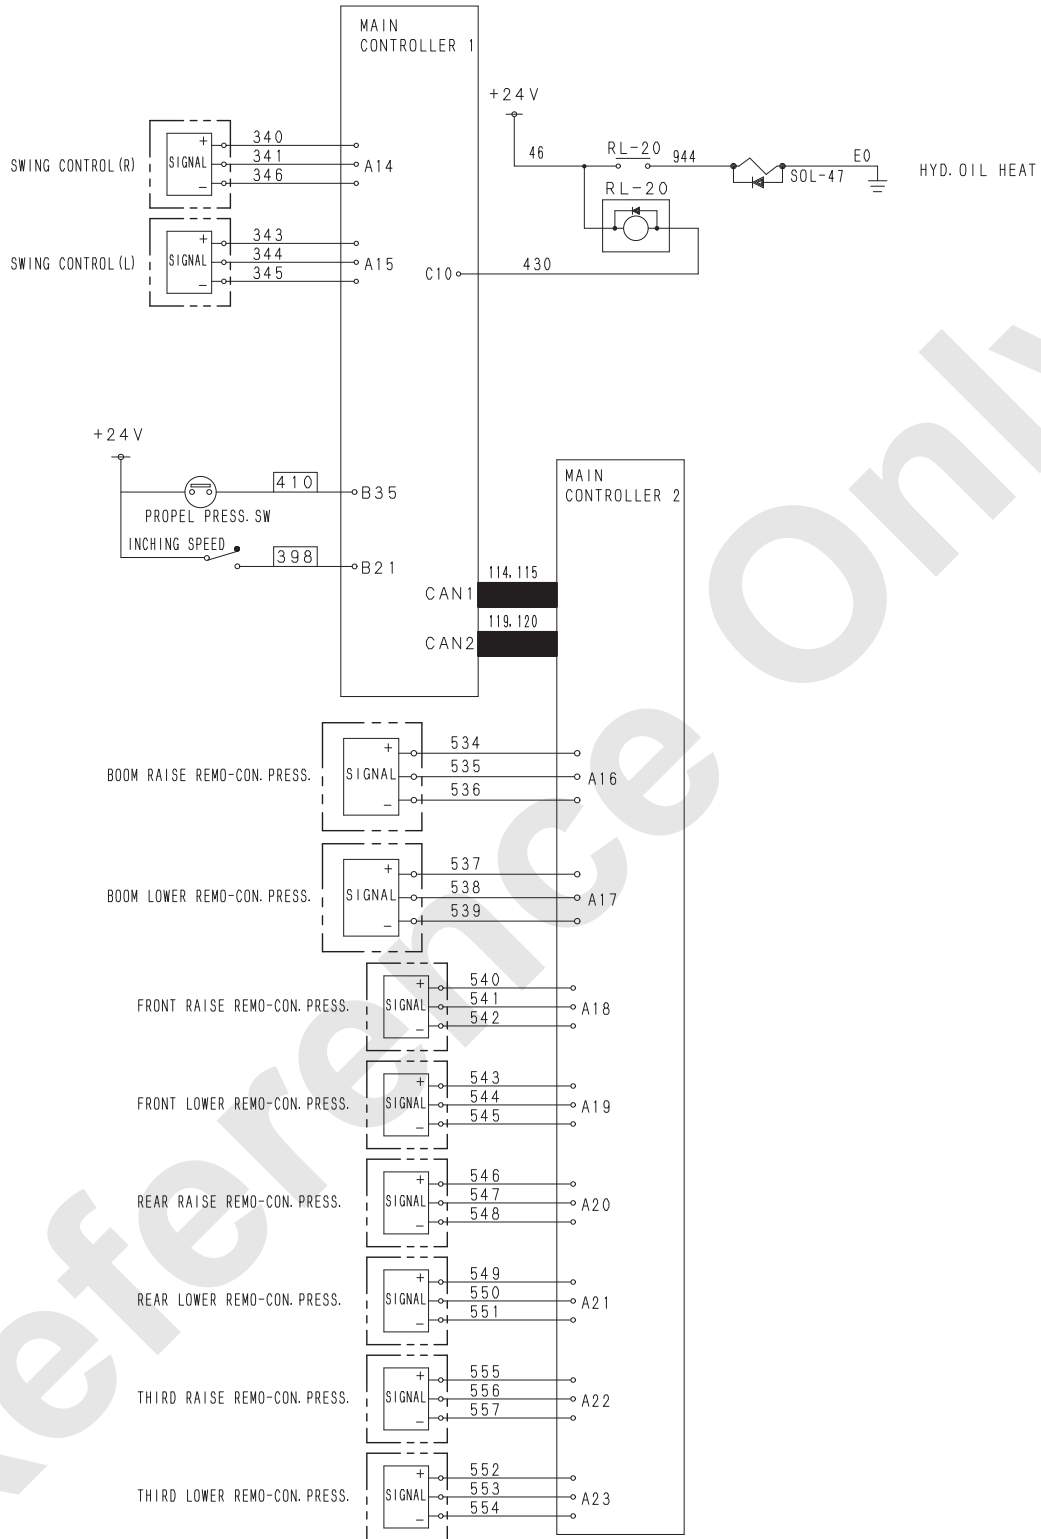 MAIN
CONTROLLER 1
+24V
SWING CONTROL(R)
SIGNAL
+
-
340
341
346
A14
46
RL-20
944
SOL-47
E0
HYD. OIL HEAT
RL-20
SWING CONTROL(L)
SIGNAL
+
-
343
344
345
A15
C10
430
+24V
410
B35
PROPEL PRESS. SW
INCHING SPEED
398
B21
MAIN
CONTROLLER 2
CAN1
114, 115
CAN2
119, 120
BOOM RAISE REMO-CON. PRESS.
SIGNAL
+
-
534
535
536
A16
BOOM LOWER REMO-CON. PRESS.
SIGNAL
+
-
537
538
539
A17
FRONT RAISE REMO-CON. PRESS.
SIGNAL
+
-
540
541
542
A18
FRONT LOWER REMO-CON. PRESS.
SIGNAL
+
-
543
544
545
A19
REAR RAISE REMO-CON. PRESS.
SIGNAL
+
-
546
547
548
A20
REAR LOWER REMO-CON. PRESS.
SIGNAL
+
-
549
550
551
A21
THIRD RAISE REMO-CON. PRESS.
SIGNAL
+
-
555
556
557
A22
THIRD LOWER REMO-CON. PRESS.
SIGNAL
+
-
552
553
554
A23
Reference Only